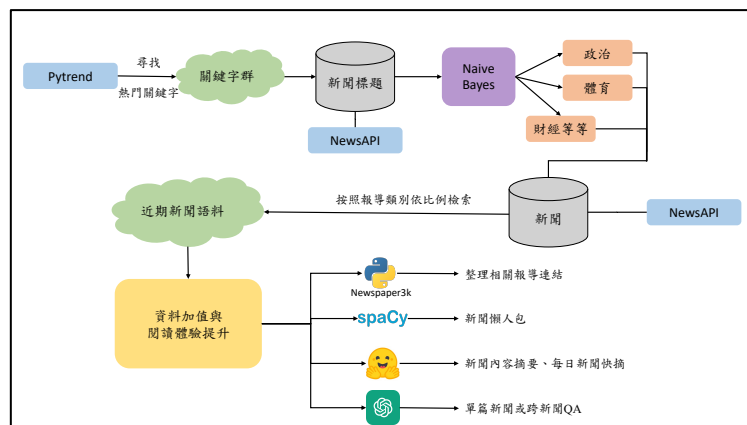 Pytrend
尋找
熱門關鍵字
關鍵字群
新聞標題
NewsAPI
Naive
Bayes
政治
體育
財經等等
新聞
NewsAPI
按照報導類別依比例檢索
近期新聞語料
資料加值與
閱讀體驗提升
Newspaper3k
整理相關報導連結
spaCy
新聞懶人包
新聞內容摘要、每日新聞快摘
單篇新聞或跨新聞QA